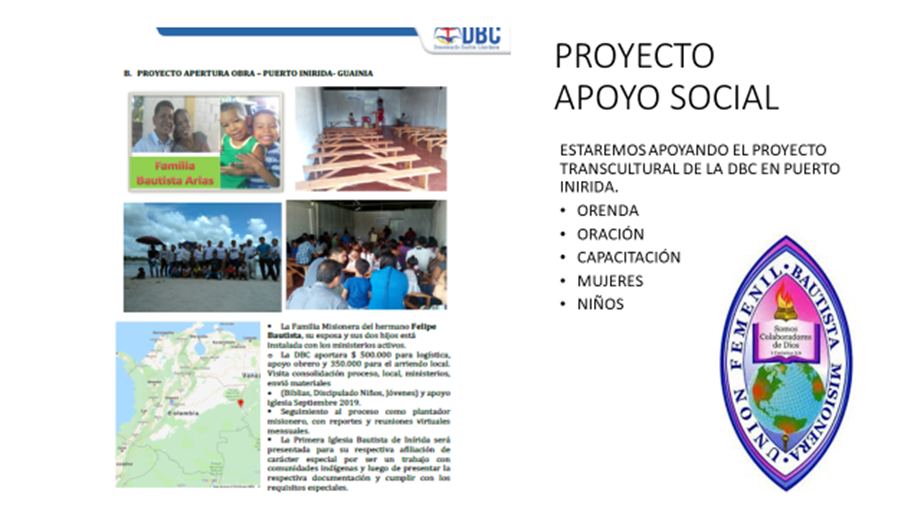 DBC
B. PROYECTO APERTURA OBRA – PUERTO INIRIDA- GUAINIA
Familia
Bautista Arias
▪ La Familia Misionera del hermano Felipe
Bautista, su esposa y sus dos hijos está
instalada con los ministerios activos.
o La DBC aportara $ 500.000 para logística,
apoyo obrero y 350.000 para el arriendo local.
Visita consolidación proceso, local, ministerios,
envió materiales
▪ (Biblias, Discipulado Niños, Jóvenes) y apoyo
iglesia Septiembre 2019.
▪ Seguimiento al proceso como plantador
misionero, con reportes y reuniones virtuales
mensuales.
▪ La Primera Iglesia Bautista de Inírida será
presentada para su respectiva afiliación de
carácter especial por ser un trabajo con
comunidades indígenas y luego de presentar la
respectiva documentación y cumplir con los
requisitos especiales.
Colombia
PROYECTO
APOYO SOCIAL
ESTAREMOS APOYANDO EL PROYECTO
TRANSCULTURAL DE LA DBC EN PUERTO
INIRIDA.
• ORENDA
• ORACIÓN
• CAPACITACIÓN
• MUJERES
• NIÑOS
UNION FEMENIL BAUTISTA MISIONERA
Somos
Colaboradores
de Dios